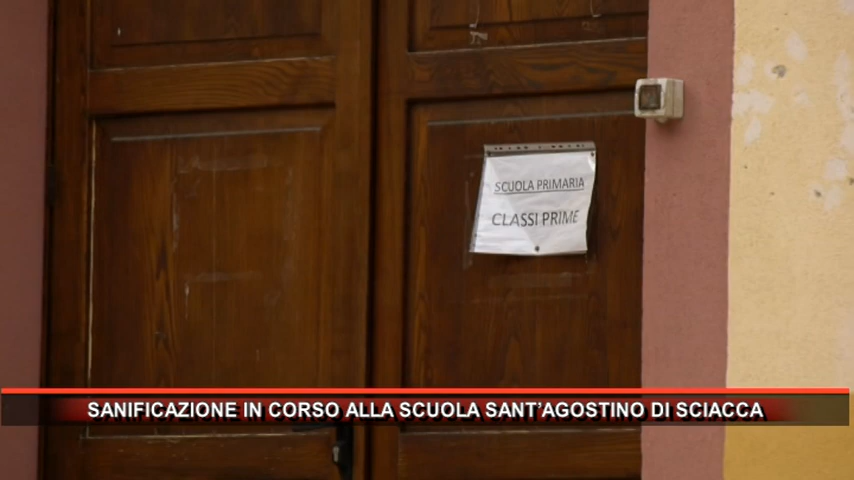 SCUOLA PRIMARIA
CLASSI PRIME
SANIFICAZIONE IN CORSO ALLA SCUOLA SANT'AGOSTINO DI SCIACCA